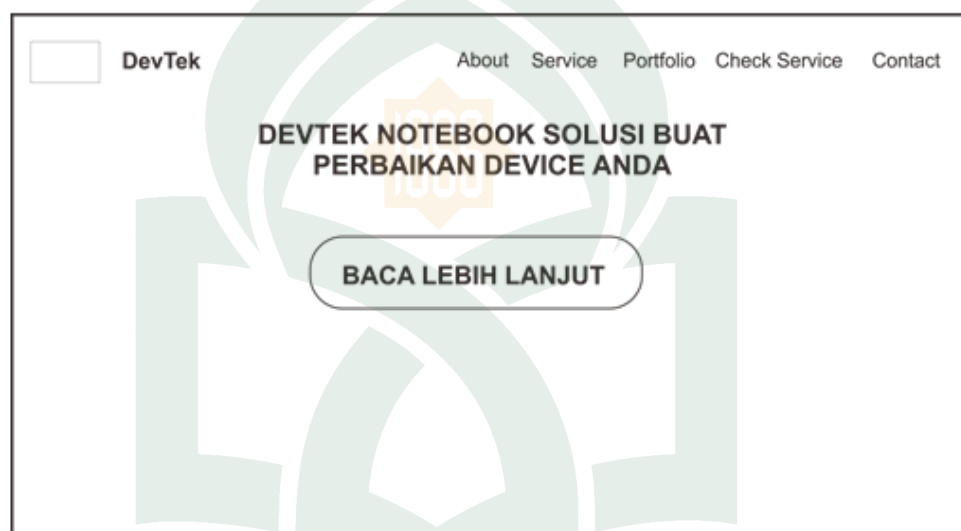 DevTek About Service Portfolio Check Service Contact
DEVTEK NOTEBOOK SOLUSI BUAT
PERBAIKAN DEVICE ANDA
BACA LEBIH LANJUT